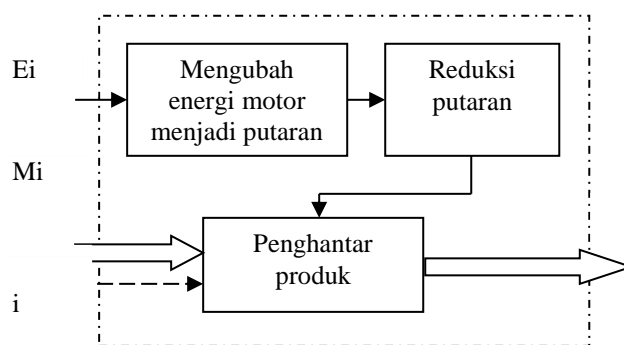 Ei
Mengubah
energi motor
menjadi putaran
Reduksi
putaran
Mi
Penghantar
produk
i